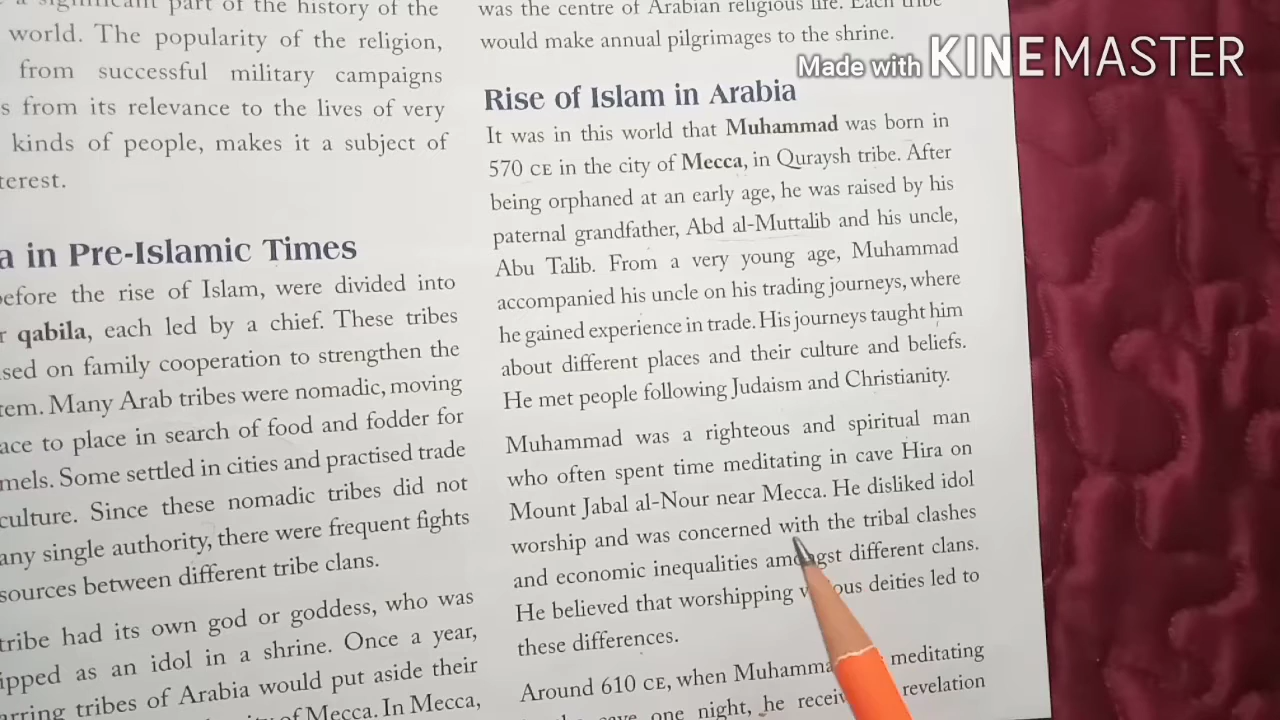 a significant part of the history of the
world. The popularity of the religion,
from successful military campaigns
s from its relevance to the lives of very
kinds of people, makes it a subject of
terest.
a in Pre-Islamic Times
before the rise of Islam, were divided into
r qabila, each led by a chief. These tribes
sed on family cooperation to strengthen the
tem. Many Arab tribes were nomadic, moving
ace to place in search of food and fodder for
mels. Some settled in cities and practised trade
culture. Since these nomadic tribes did not
any single authority, there were frequent fights
sources between different tribe clans.
tribe had its own god or goddess, who was
ipped as an idol in a shrine. Once a year,
arring tribes of Arabia would put aside their
of Mecca. In Mecca,
was the centre of Arabian religious life. Each tribe
would make annual pilgrimages to the shrine.
Made with KINEMASTER
Rise of Islam in Arabia
It was in this world that Muhammad was born in
570 CE in the city of Mecca, in Quraysh tribe. After
being orphaned at an early age, he was raised by his
paternal grandfather, Abd al-Muttalib and his uncle,
Abu Talib. From a very young age, Muhammad
accompanied his uncle on his trading journeys, where
he gained experience in trade. His journeys taught him
about different places and their culture and beliefs.
He met people following Judaism and Christianity.
Muhammad was a righteous and spiritual man
who often spent time meditating in cave Hira on
Mount Jabal al-Nour near Mecca. He disliked idol
worship and was concerned with the tribal clashes
and economic inequalities amongst different clans.
He believed that worshipping various deities led to
these differences.
Around 610 CE, when Muhamma meditating
cave one night, he receiv revelation